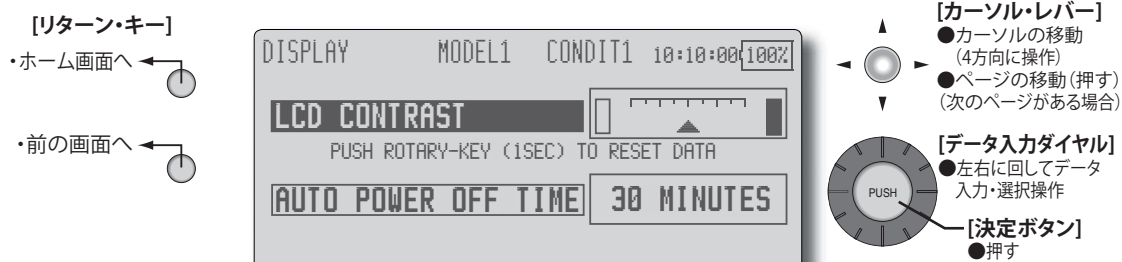 [リターン・キー]
・ホーム画面へ
・前の画面へ
DISPLAY MODEL1 CONDIT1 10:10:00 100%
LCD CONTRAST
PUSH ROTARY-KEY (1SEC) TO RESET DATA
AUTO POWER OFF TIME 30 MINUTES
[カーソル・レバー]
●カーソルの移動
(4方向に操作)
●ページの移動(押す)
(次のページがある場合)
[データ入力ダイヤル]
●左右に回してデータ
入力・選択操作
PUSH
[決定ボタン]
●押す